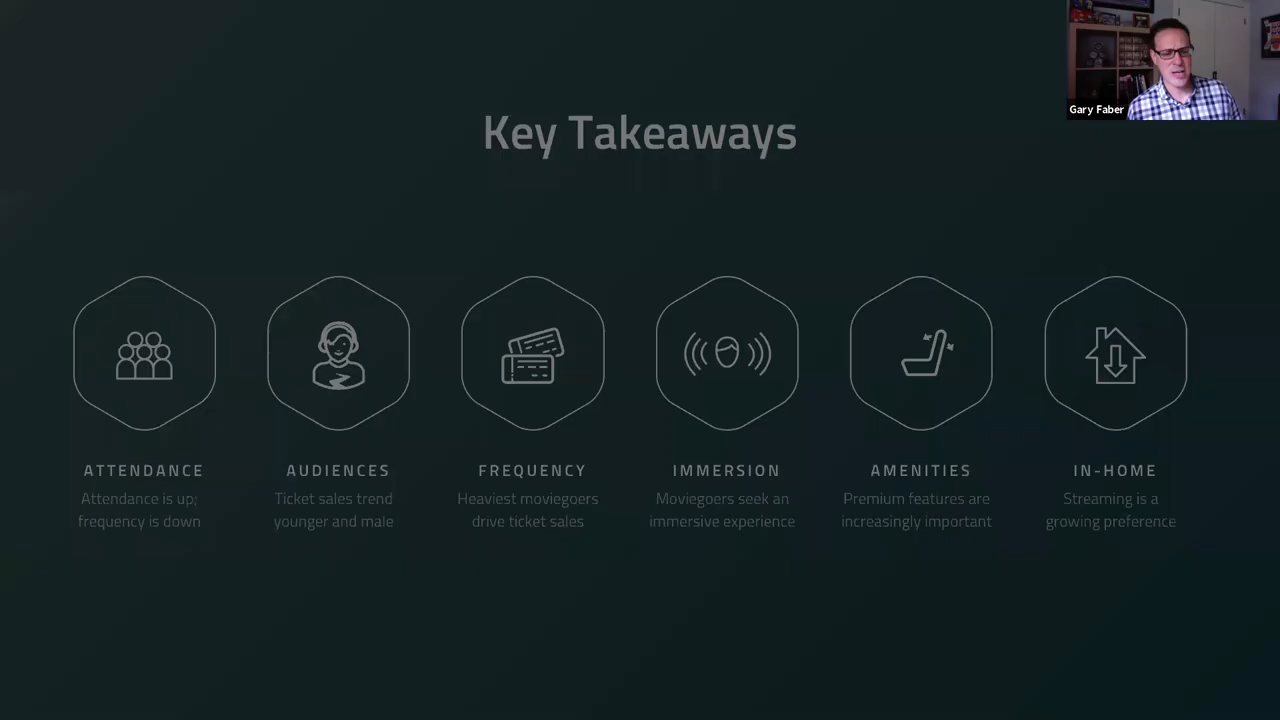 Gary Faber
Key Takeaways
ATTENDANCE
Attendance is up;
frequency is down
AUDIENCES
Ticket sales trend
younger and male
FREQUENCY
Heaviest moviegoers
drive ticket sales
IMMERSION
Moviegoers seek an
immersive experience
AMENITIES
Premium features are
increasingly important
IN-HOME
Streaming is a
growing preference